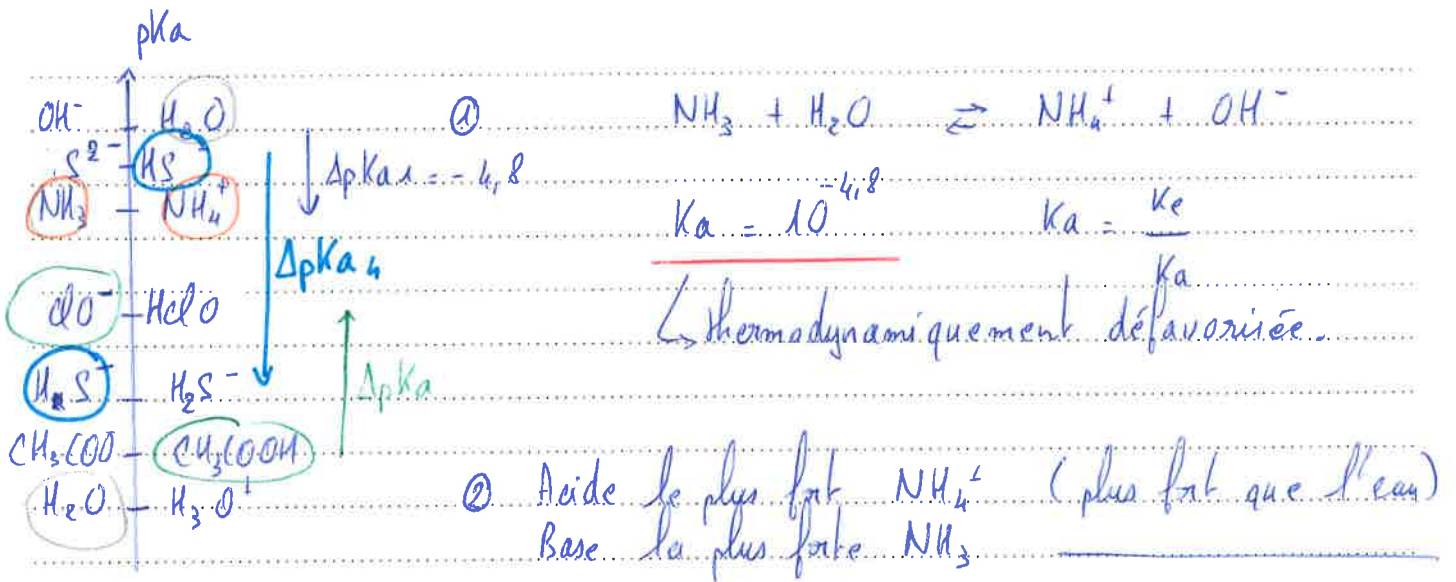 pKa
OH⁻ H₂O ① NH₃ + H₂O ⇌ NH₄⁺ + OH⁻
S²⁻ HS⁻ ΔpKa1 = - 4,8
NH₃ NH₄⁺ Ka = 10^-4,8 Ka = Ke / Ka
ΔpKa 4
ClO⁻ HClO ↳ thermodynamiquement défavorisée.
HS⁻ H₂S⁻ ΔpKa
CH₃COO CH₃COOH
H₂O H₃O⁺ ② Acide le plus fort NH₄⁺ (plus fort que l'eau)
Base la plus forte NH₃